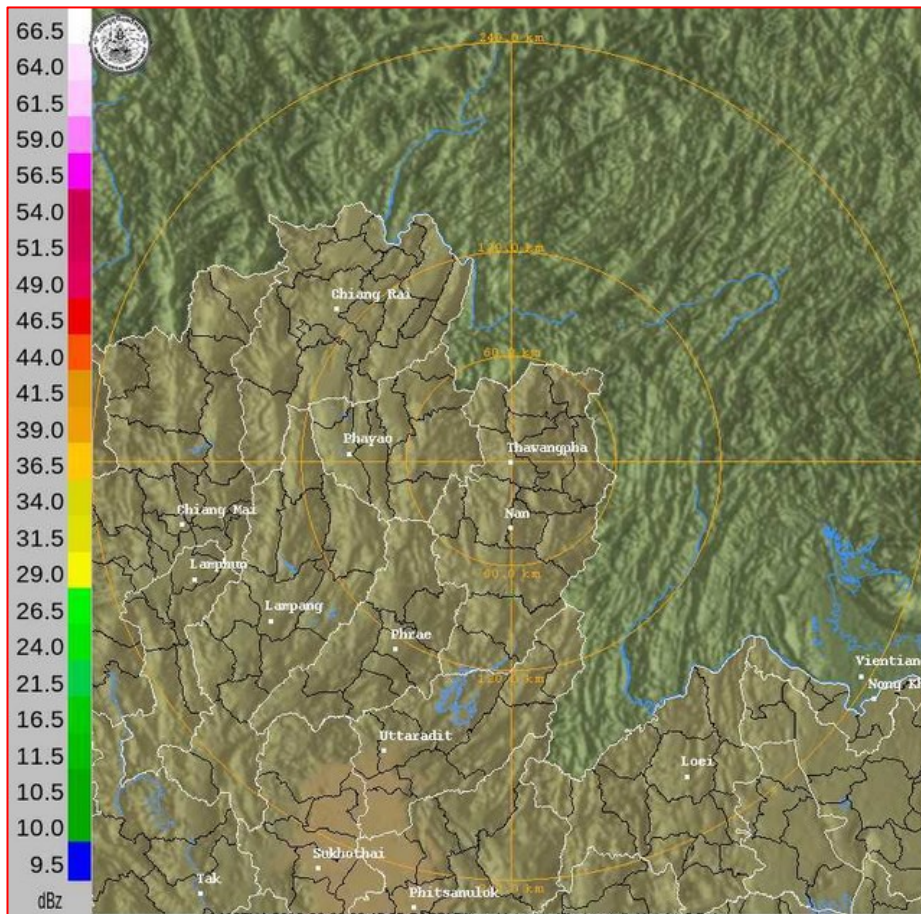 66.5
64.0
61.5
59.0
56.5
54.0
51.5
49.0
46.5
44.0
41.5
39.0
36.5
34.0
31.5
29.0
26.5
24.0
21.5
16.5
11.5
10.5
10.0
9.5
dBz
240.0 km
120.0 km
Chiang Rai
60.0 km
Phayao
Thawangpha
Chiang Mai
Nan
Lamphun
60.0 km
Lampang
Phrae
Vientian
120.0 km
Nong Kh
Uttaradit
Loei
Sukhothai
Tak
Phitsanulok